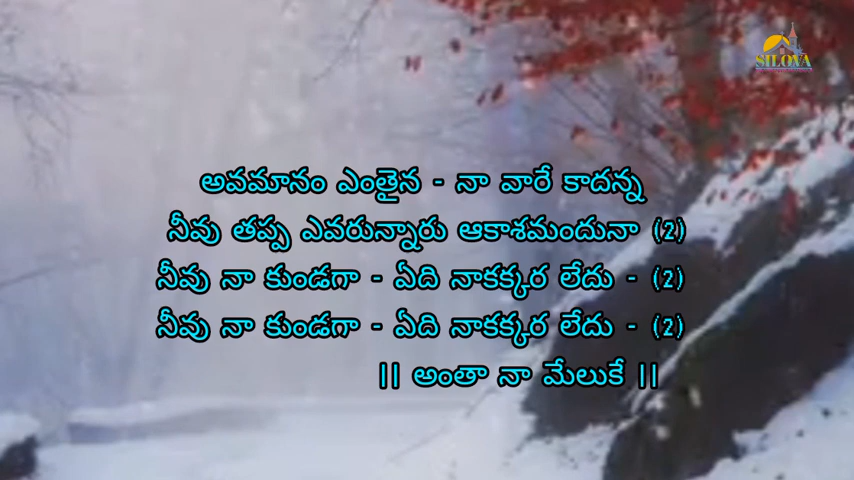 SILOVA
అవమానం ఎంతైన - నా వారే కాదన్న
నీవు తప్ప ఎవరున్నారు ఆకాశమందునా (2)
నీవు నా కుండగా - ఏది నాకక్కర లేదు - (2)
నీవు నా కుండగా - ఏది నాకక్కర లేదు - (2)
|| అంతా నా మేలుకే ||